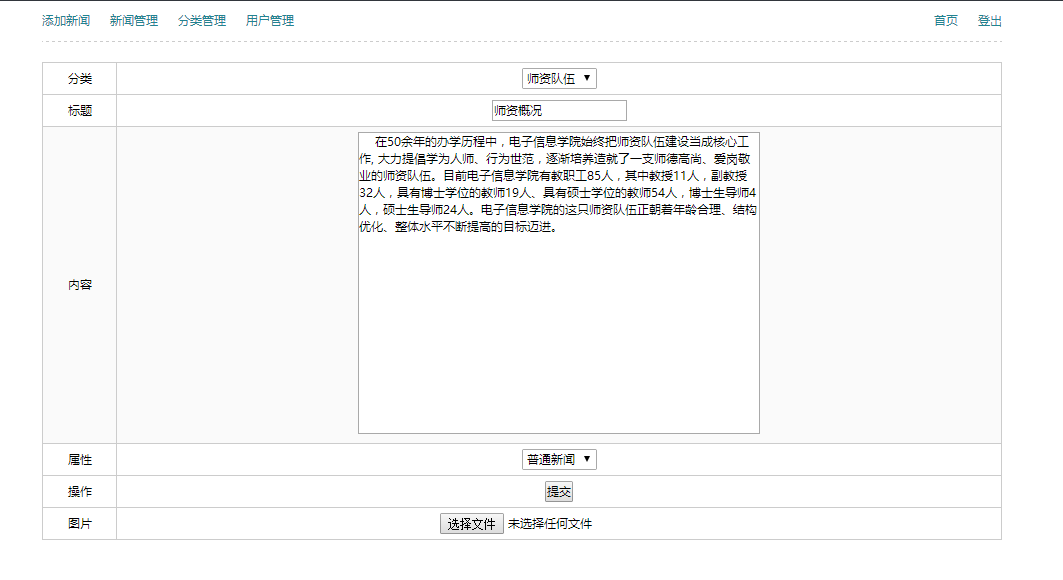 添加新闻 新闻管理 分类管理 用户管理 首页 登出
分类 师资队伍
标题 师资概况
在50余年的办学历程中，电子信息学院始终把师资队伍建设当成核心工
作, 大力提倡学为人师、行为世范，逐渐培养造就了一支师德高尚、爱岗敬
业的师资队伍。目前电子信息学院有教职工85人，其中教授11人，副教授
32人，具有博士学位的教师19人、具有硕士学位的教师54人，博士生导师4
人，硕士生导师24人。电子信息学院的这只师资队伍正朝着年龄合理、结构
优化、整体水平不断提高的目标迈进。
内容
属性 普通新闻
操作 提交
图片 选择文件 未选择任何文件